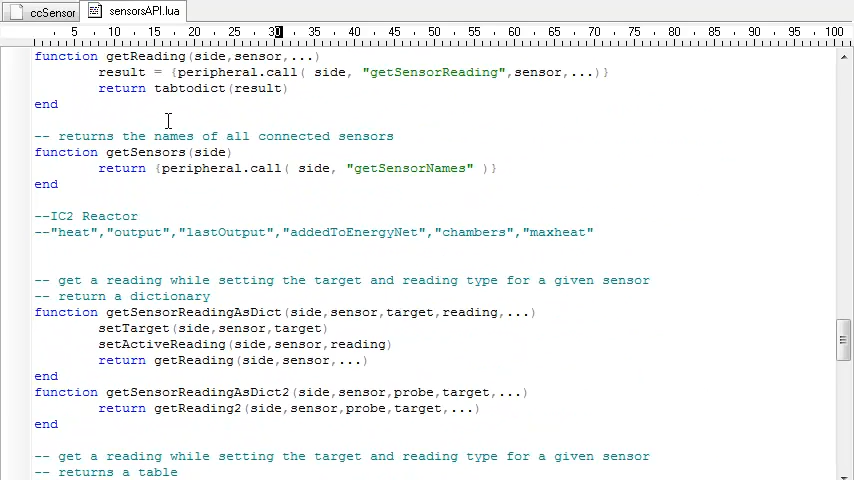 ccSensor
sensorsAPI.lua
5 10 15 20 25 30 35 40 45 50 55 60 65 70 75 80 85 90 95 100
function getReading(side,sensor,...)
result = {peripheral.call( side, "getSensorReading",sensor,...)}
return tabtodict(result)
end
-- returns the names of all connected sensors
function getSensors(side)
return {peripheral.call( side, "getSensorNames" )}
end
--IC2 Reactor
--"heat","output","lastOutput","addedToEnergyNet","chambers","maxheat"
-- get a reading while setting the target and reading type for a given sensor
-- return a dictionary
function getSensorReadingAsDict(side,sensor,target,reading,...)
setTarget(side,sensor,target)
setActiveReading(side,sensor,reading)
return getReading(side,sensor,...)
end
function getSensorReadingAsDict2(side,sensor,probe,target,...)
return getReading2(side,sensor,probe,target,...)
end
-- get a reading while setting the target and reading type for a given sensor
-- returns a table